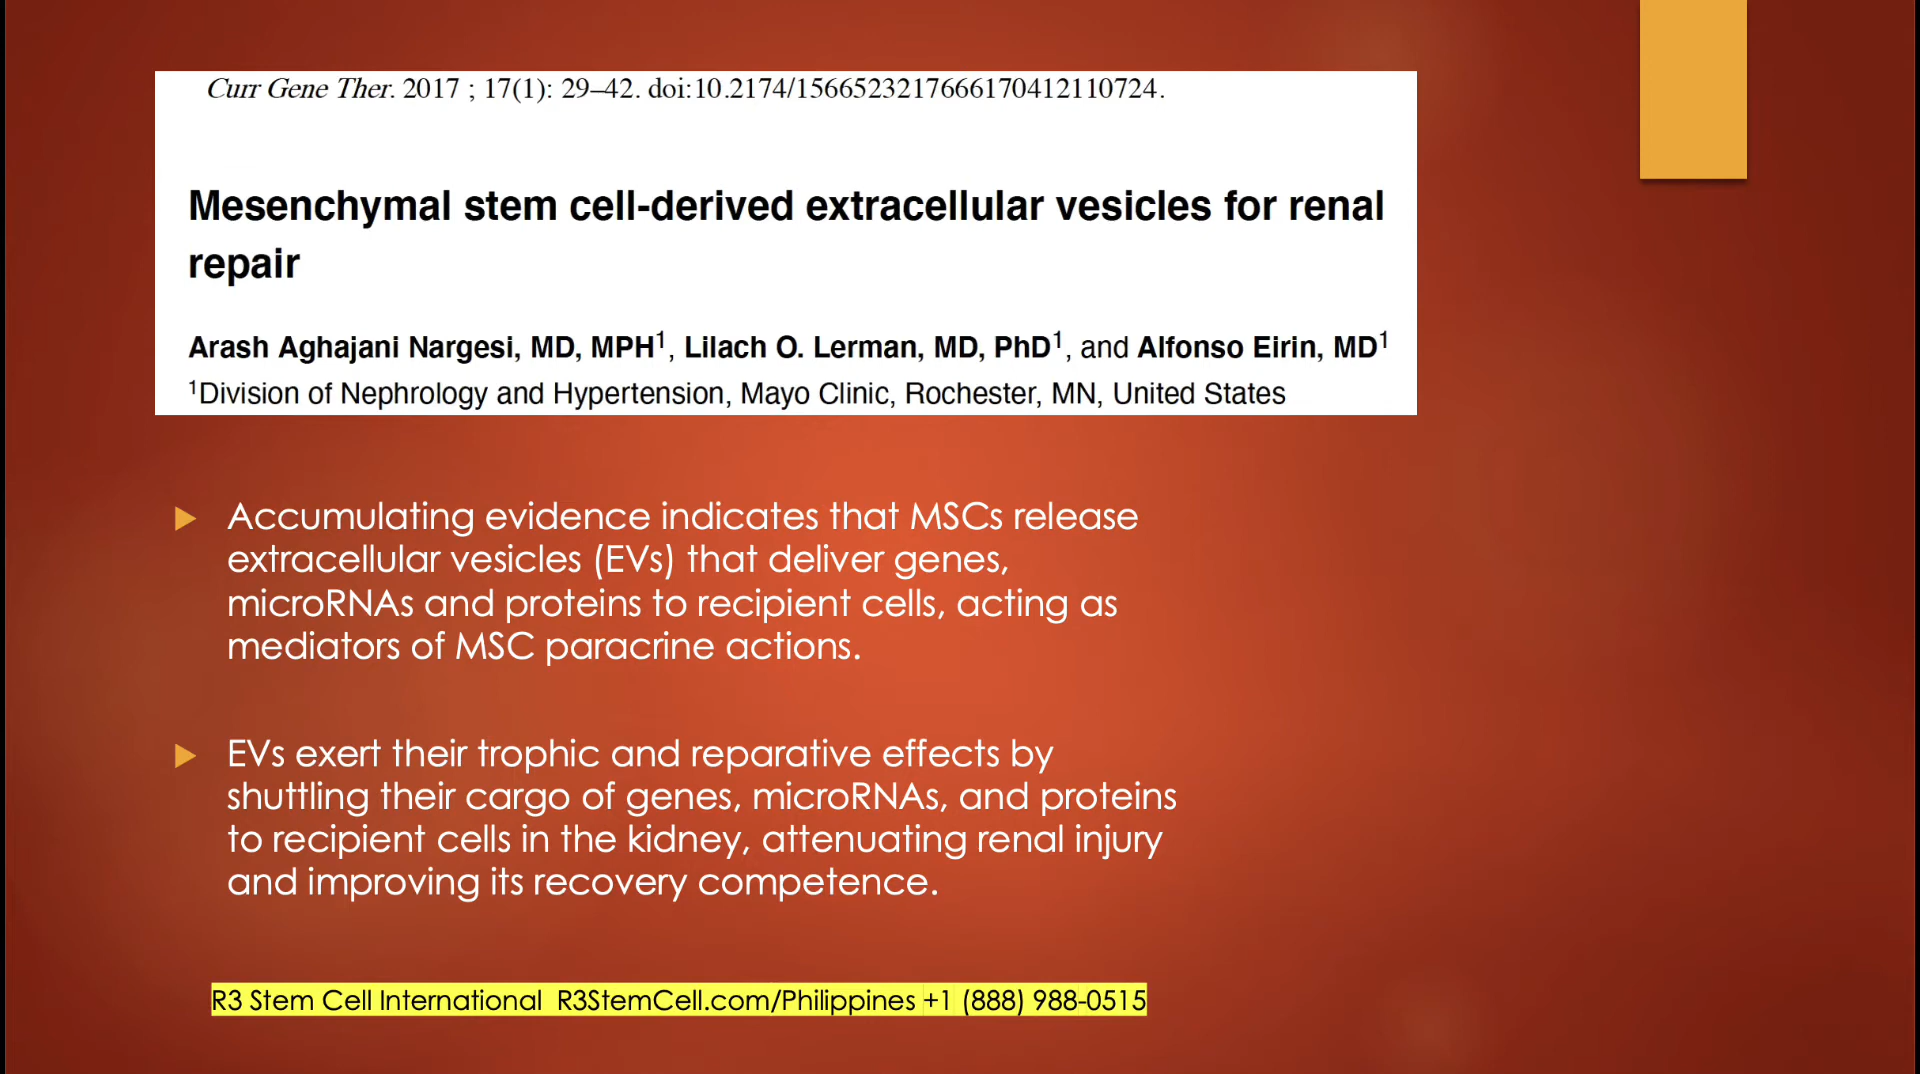 Curr Gene Ther. 2017 ; 17(1): 29–42. doi:10.2174/1566523217666170412110724.
Mesenchymal stem cell-derived extracellular vesicles for renal
repair
Arash Aghajani Nargesi, MD, MPH1, Lilach O. Lerman, MD, PhD1, and Alfonso Eirin, MD1
1Division of Nephrology and Hypertension, Mayo Clinic, Rochester, MN, United States
Accumulating evidence indicates that MSCs release
extracellular vesicles (EVs) that deliver genes,
microRNAs and proteins to recipient cells, acting as
mediators of MSC paracrine actions.
EVs exert their trophic and reparative effects by
shuttling their cargo of genes, microRNAs, and proteins
to recipient cells in the kidney, attenuating renal injury
and improving its recovery competence.
R3 Stem Cell International R3StemCell.com/Philippines +1 (888) 988-0515